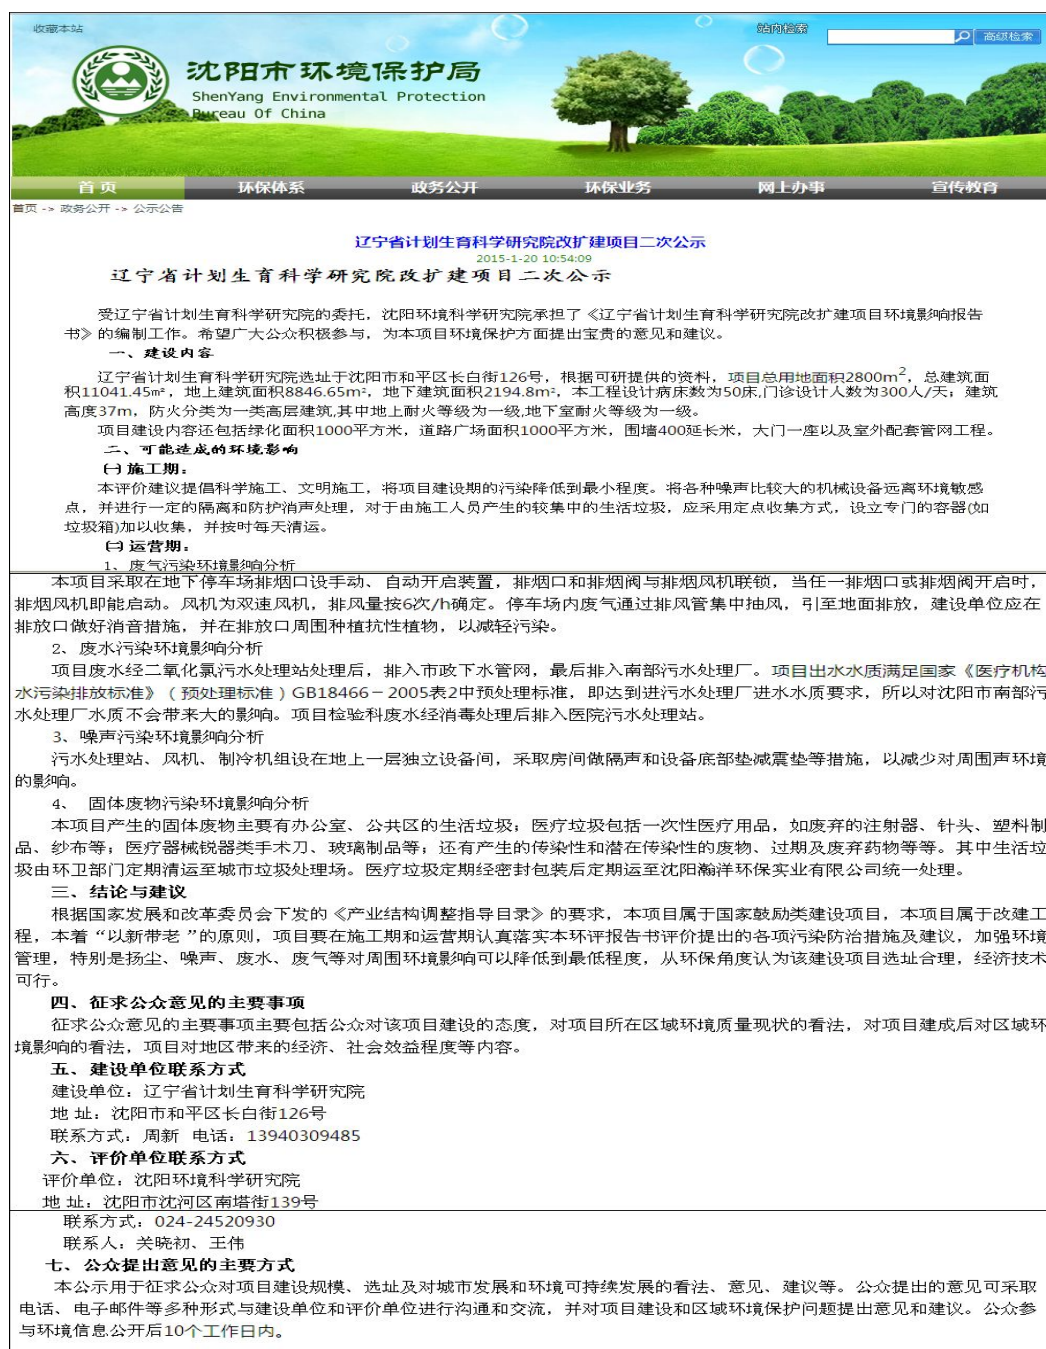 收藏本站
站内检索
高级检索
沈阳市环境保护局
ShenYang Environmental Protection
Bureau Of China
首页 环保体系 政务公开 环保业务 网上办事 宣传教育
首页 -> 政务公开 -> 公示公告
辽宁省计划生育科学研究院改扩建项目二次公示
2015-1-20 10:54:09
辽宁省计划生育科学研究院改扩建项目二次公示
受辽宁省计划生育科学研究院的委托，沈阳环境科学研究院承担了《辽宁省计划生育科学研究院改扩建项目环境影响报告
书》的编制工作。希望广大公众积极参与，为本项目环境保护方面提出宝贵的意见和建议。
一、建设内容
辽宁省计划生育科学研究院选址于沈阳市和平区长白街126号，根据可研提供的资料，项目总用地面积2800m²，总建筑面
积11041.45m²，地上建筑面积8846.65m²，地下建筑面积2194.8m²，本工程设计病床数为50床,门诊设计人数为300人/天；建筑
高度37m，防火分类为一类高层建筑,其中地上耐火等级为一级,地下室耐火等级为一级。
项目建设内容还包括绿化面积1000平方米，道路广场面积1000平方米，围墙400延长米，大门一座以及室外配套管网工程。
二、可能造成的环境影响
㈠施工期：
本评价建议提倡科学施工、文明施工，将项目建设期的污染降低到最小程度。将各种噪声比较大的机械设备远离环境敏感
点，并进行一定的隔离和防护消声处理，对于由施工人员产生的较集中的生活垃圾，应采用定点收集方式，设立专门的容器(如
垃圾箱)加以收集，并按时每天清运。
㈡运营期：
1、废气污染环境影响分析
本项目采取在地下停车场排烟口设手动、自动开启装置，排烟口和排烟阀与排烟风机联锁，当任一排烟口或排烟阀开启时，
排烟风机即能启动。风机为双速风机，排风量按6次/h确定。停车场内废气通过排风管集中抽风，引至地面排放，建设单位应在
排放口做好消音措施，并在排放口周围种植抗性植物，以减轻污染。
2、废水污染环境影响分析
项目废水经二氧化氯污水处理站处理后，排入市政下水管网，最后排入南部污水处理厂。项目出水水质满足国家《医疗机构
水污染排放标准》（预处理标准）GB18466－2005表2中预处理标准，即达到进污水处理厂进水水质要求，所以对沈阳市南部污
水处理厂水质不会带来大的影响。项目检验科废水经消毒处理后排入医院污水处理站。
3、噪声污染环境影响分析
污水处理站、风机、制冷机组设在地上一层独立设备间，采取房间做隔声和设备底部垫减震垫等措施，以减少对周围声环境
的影响。
4、 固体废物污染环境影响分析
本项目产生的固体废物主要有办公室、公共区的生活垃圾；医疗垃圾包括一次性医疗用品，如废弃的注射器、针头、塑料制
品、纱布等；医疗器械锐器类手术刀、玻璃制品等；还有产生的传染性和潜在传染性的废物、过期及废弃药物等等。其中生活垃
圾由环卫部门定期清运至城市垃圾处理场。医疗垃圾定期经密封包装后定期运至沈阳瀚洋环保实业有限公司统一处理。
三、结论与建议
根据国家发展和改革委员会下发的《产业结构调整指导目录》的要求，本项目属于国家鼓励类建设项目，本项目属于改建工
程，本着“以新带老”的原则，项目要在施工期和运营期认真落实本环评报告书评价提出的各项污染防治措施及建议，加强环境
管理，特别是扬尘、噪声、废水、废气等对周围环境影响可以降低到最低程度，从环保角度认为该建设项目选址合理，经济技术
可行。
四、征求公众意见的主要事项
征求公众意见的主要事项主要包括公众对该项目建设的态度，对项目所在区域环境质量现状的看法，对项目建成后对区域环
境影响的看法，项目对地区带来的经济、社会效益程度等内容。
五、建设单位联系方式
建设单位：辽宁省计划生育科学研究院
地 址：沈阳市和平区长白街126号
联系方式：周新 电话：13940309485
六、评价单位联系方式
评价单位：沈阳环境科学研究院
地 址：沈阳市沈河区南塔街139号
联系方式：024-24520930
联系人：关晓初、王伟
七、公众提出意见的主要方式
本公示用于征求公众对项目建设规模、选址及对城市发展和环境可持续发展的看法、意见、建议等。公众提出的意见可采取
电话、电子邮件等多种形式与建设单位和评价单位进行沟通和交流，并对项目建设和区域环境保护问题提出意见和建议。公众参
与环境信息公开后10个工作日内。